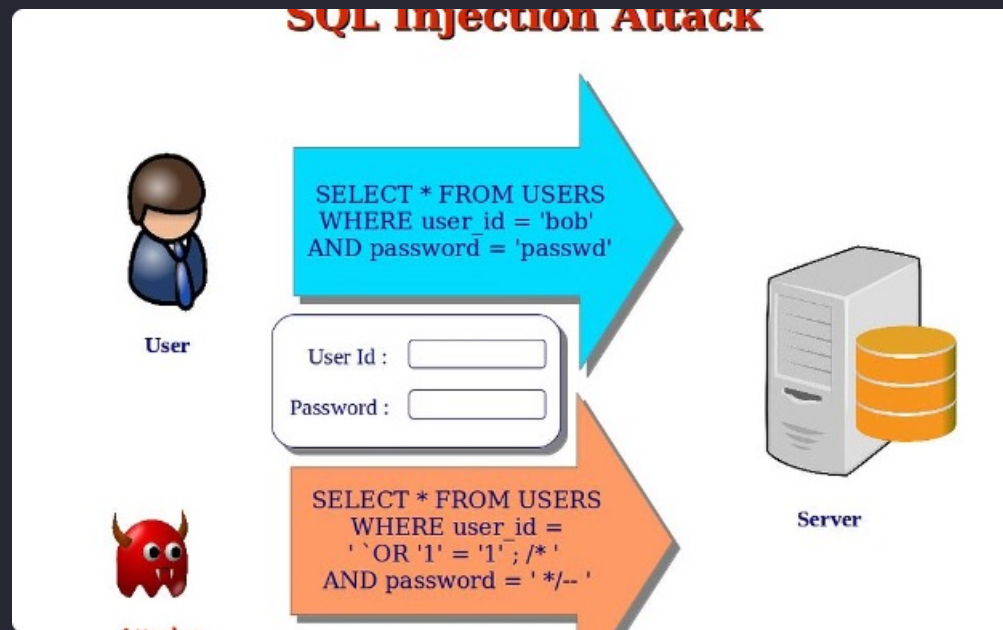 SQL Injection Attack
SELECT * FROM USERS
WHERE user_id = 'bob'
AND password = 'passwd'
User
User Id :
Password :
SELECT * FROM USERS
WHERE user_id =
' `OR '1' = '1' ; /* '
AND password = ' */-- '
Server